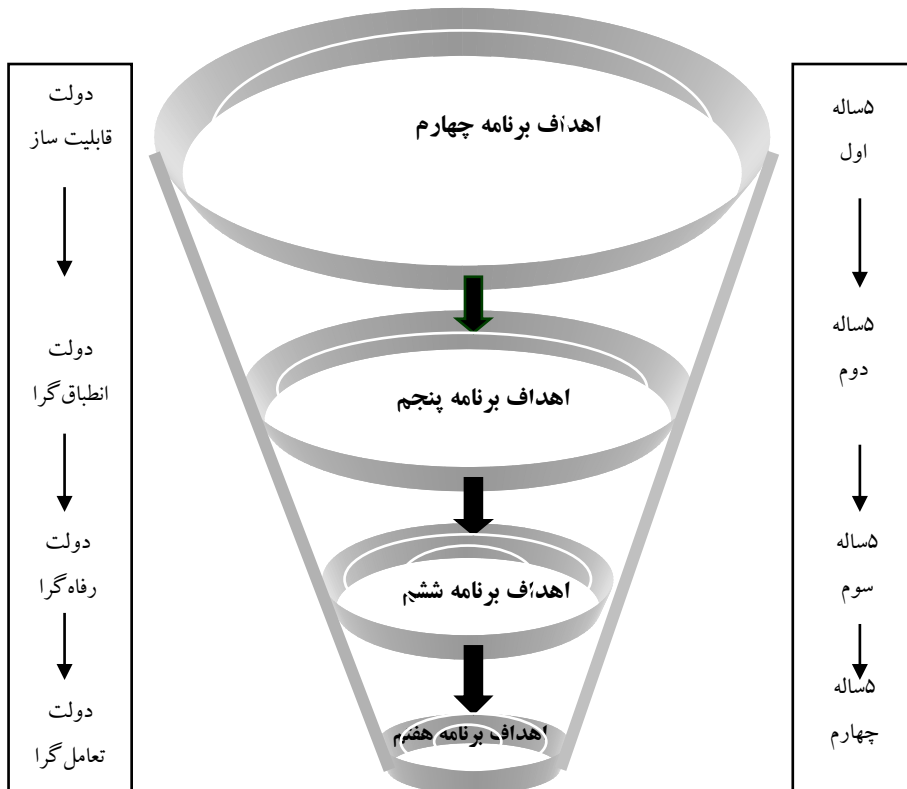 ۵ساله
اول
۵ساله
دوم
۵ساله
سوم
۵ساله
چهارم
اهداف برنامه چهارم
اهداف برنامه پنجم
اهداف برنامه ششم
اهداف برنامه هفتم
دولت
قابلیت ساز
دولت
انطباق‌گرا
دولت
رفاه‌گرا
دولت
تعامل‌گرا